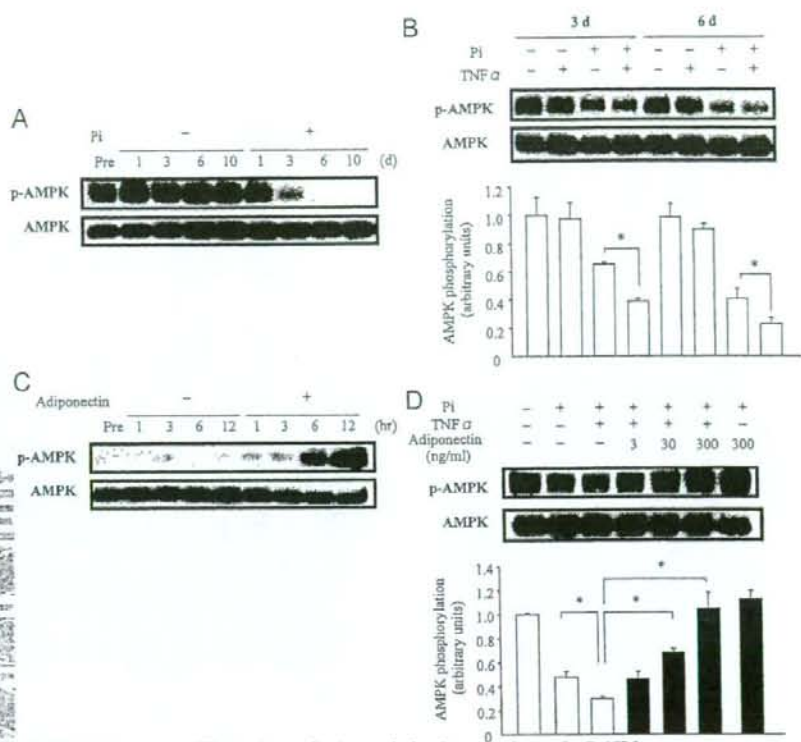 A
Pi − +
Pre 1 3 6 10 1 3 6 10 (d)
p-AMPK
AMPK
B
3 d 6 d
Pi − − + + − − + +
TNFα − + − + − + − +
p-AMPK
AMPK
AMPK phosphorylation
(arbitrary units)
1.2
1.0
0.8
0.6
0.4
0.2
0
* *
C
Adiponectin − +
Pre 1 3 6 12 1 3 6 12 (hr)
p-AMPK
AMPK
D
Pi − + + + + + +
TNFα − − + + + + −
Adiponectin − − − 3 30 300 300
(ng/ml)
p-AMPK
AMPK
AMPK phosphorylation
(arbitrary units)
1.4
1.2
1.0
0.8
0.6
0.4
0.2
0
* * *